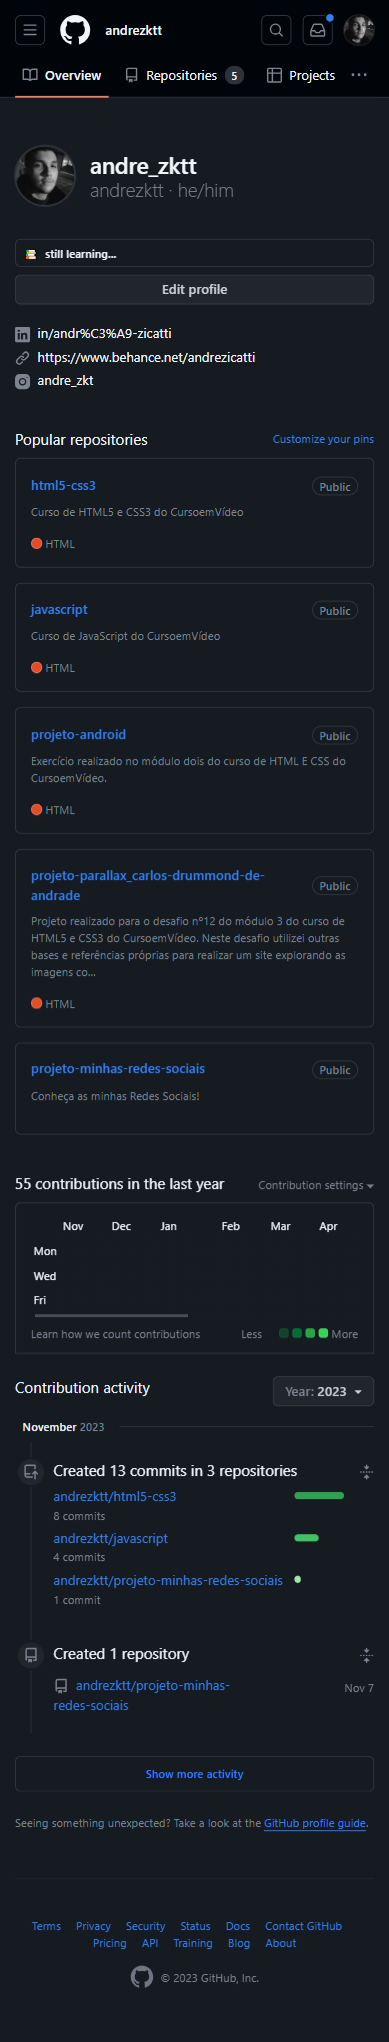 andrezktt
Overview
Repositories 5
Projects
andre_zktt
andrezktt · he/him
still learning...
Edit profile
in/andr%C3%A9-zicatti
https://www.behance.net/andrezicatti
andre_zkt
Popular repositories
Customize your pins
html5-css3
Public
Curso de HTML5 e CSS3 do CursoemVídeo
HTML
javascript
Public
Curso de JavaScript do CursoemVídeo
HTML
projeto-android
Public
Exercício realizado no módulo dois do curso de HTML E CSS do
CursoemVídeo.
HTML
projeto-parallax_carlos-drummond-de-
andrade
Public
Projeto realizado para o desafio nº12 do módulo 3 do curso de
HTML5 e CSS3 do CursoemVídeo. Neste desafio utilizei outras
bases e referências próprias para realizar um site explorando as
imagens co...
HTML
projeto-minhas-redes-sociais
Public
Conheça as minhas Redes Sociais!
55 contributions in the last year
Contribution settings
Nov Dec Jan Feb Mar Apr
Mon
Wed
Fri
Learn how we count contributions
Less More
Contribution activity
Year: 2023
November 2023
Created 13 commits in 3 repositories
andrezktt/html5-css3
8 commits
andrezktt/javascript
4 commits
andrezktt/projeto-minhas-redes-sociais
1 commit
Created 1 repository
andrezktt/projeto-minhas-
redes-sociais
Nov 7
Show more activity
Seeing something unexpected? Take a look at the GitHub profile guide.
Terms Privacy Security Status Docs Contact GitHub
Pricing API Training Blog About
© 2023 GitHub, Inc.